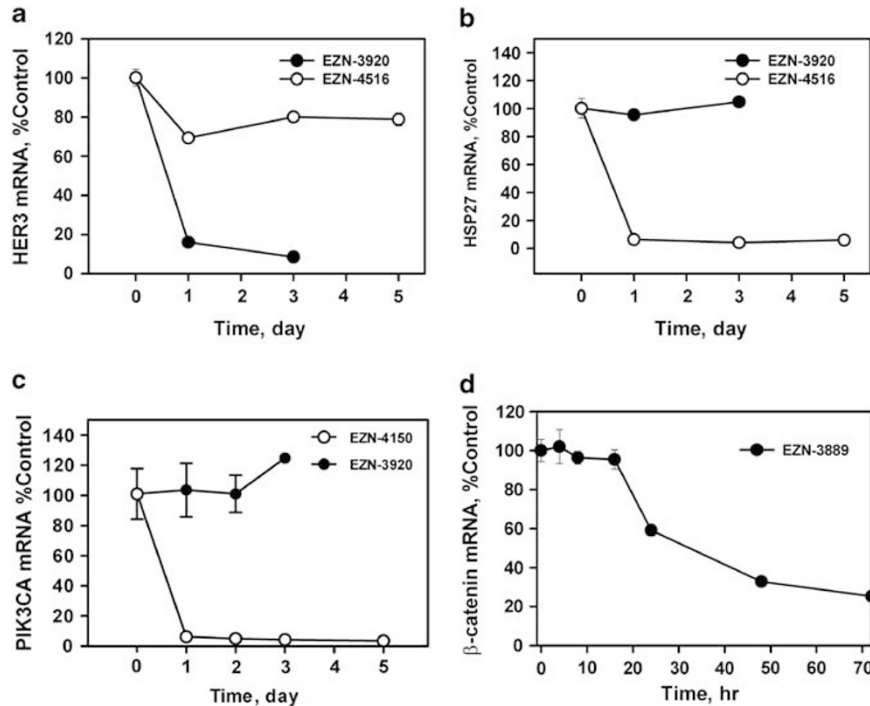 a
HER3 mRNA, %Control
120
100
80
60
40
20
0
EZN-3920
EZN-4516
0 1 2 3 4 5
Time, day
b
HSP27 mRNA, %Control
140
120
100
80
60
40
20
0
EZN-3920
EZN-4516
0 1 2 3 4 5
Time, day
c
PIK3CA mRNA %Control
140
120
100
80
60
40
20
0
EZN-4150
EZN-3920
0 1 2 3 4 5
Time, day
d
β-catenin mRNA, %Control
120
100
80
60
40
20
0
EZN-3889
0 10 20 30 40 50 60 70
Time, hr